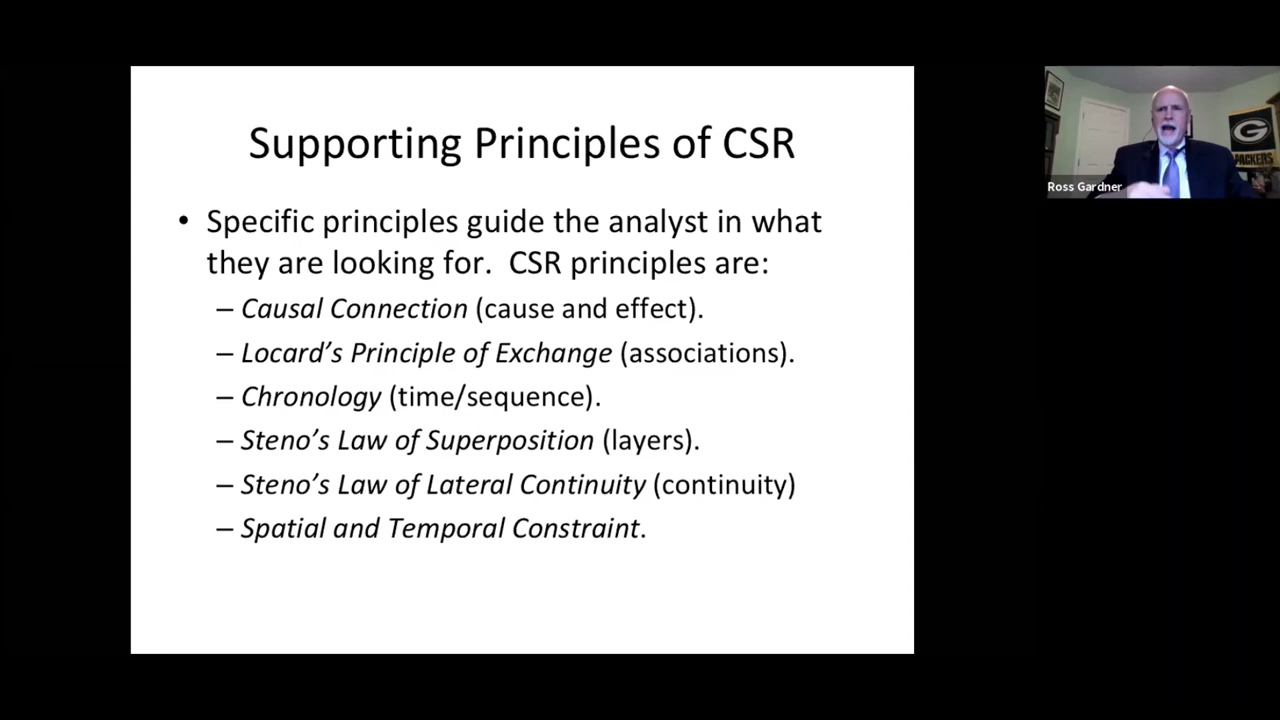 Supporting Principles of CSR
• Specific principles guide the analyst in what
they are looking for.  CSR principles are:
– Causal Connection (cause and effect).
– Locard’s Principle of Exchange (associations).
– Chronology (time/sequence).
– Steno’s Law of Superposition (layers).
– Steno’s Law of Lateral Continuity (continuity)
– Spatial and Temporal Constraint.
G
PACKERS
Ross Gardner